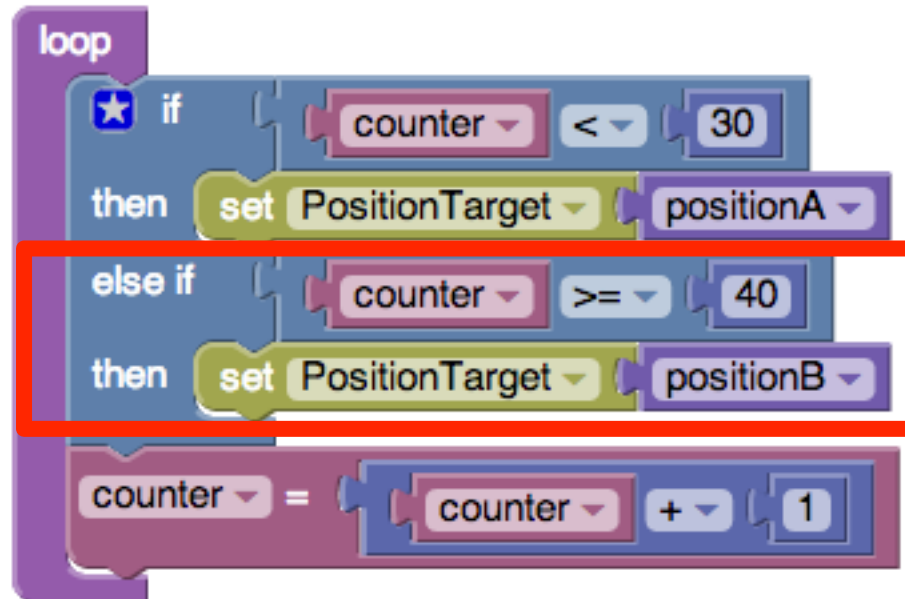 loop
if counter < 30
then set PositionTarget positionA
else if counter >= 40
then set PositionTarget positionB
counter = counter + 1